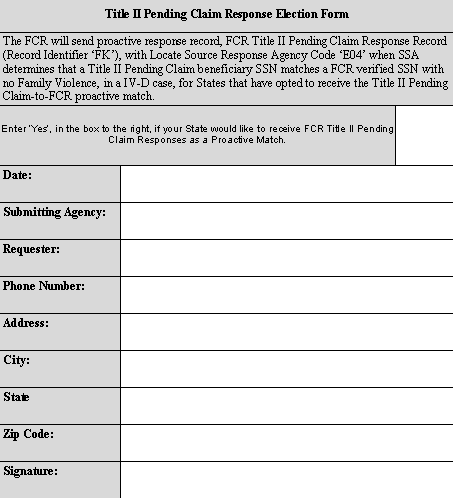 Title II Pending Claim Response Election Form
The FCR will send proactive response record, FCR Title II Pending Claim Response Record
(Record Identifier ‘FK’), with Locate Source Response Agency Code ‘E04’ when SSA
determines that a Title II Pending Claim beneficiary SSN matches a FCR verified SSN with
no Family Violence, in a IV-D case, for States that have opted to receive the Title II Pending
Claim-to-FCR proactive match.
Enter 'Yes', in the box to the right, if your State would like to receive FCR Title II Pending
Claim Responses as a Proactive Match.
Date:
Submitting Agency:
Requester:
Phone Number:
Address:
City:
State
Zip Code:
Signature: